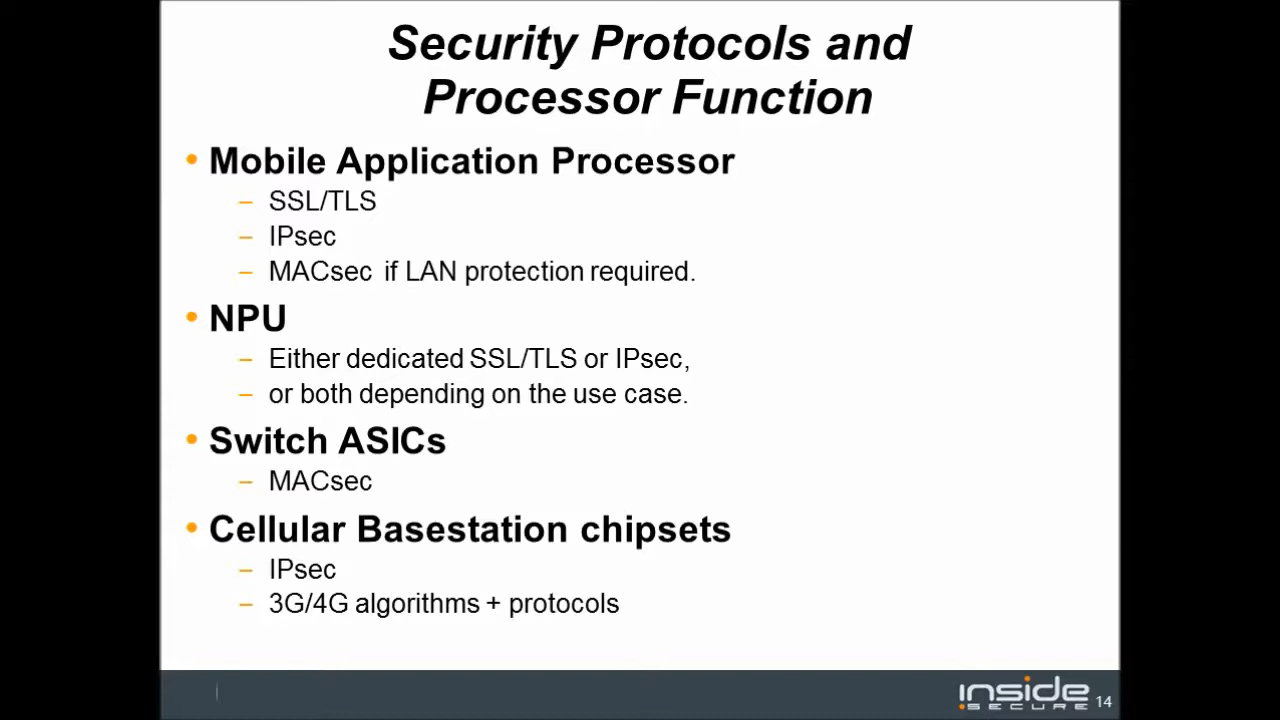 Security Protocols and
Processor Function
• Mobile Application Processor
– SSL/TLS
– IPsec
– MACsec if LAN protection required.
• NPU
– Either dedicated SSL/TLS or IPsec,
– or both depending on the use case.
• Switch ASICs
– MACsec
• Cellular Basestation chipsets
– IPsec
– 3G/4G algorithms + protocols
inside
SECURE
14